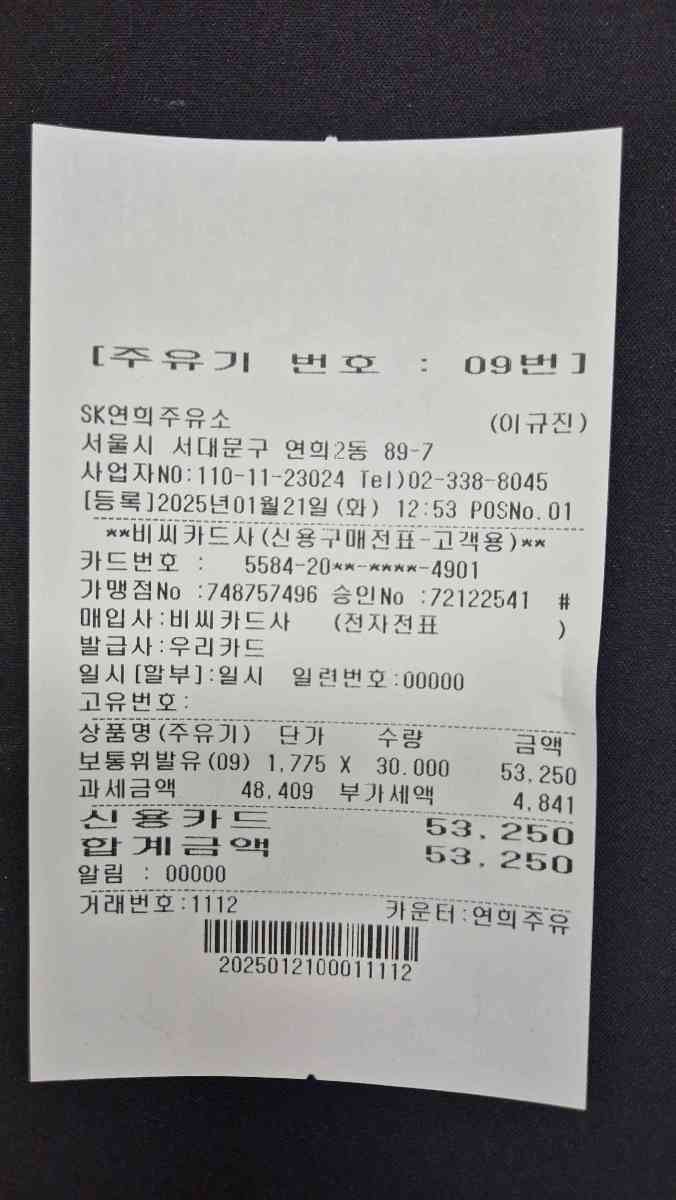 [주유기 번호 : 09번]
SK연희주유소 (이규진)
서울시 서대문구 연희2동 89-7
사업자NO:110-11-23024 Tel)02-338-8045
[등록]2025년01월21일(화) 12:53 POSNo.01
**비씨카드사(신용구매전표-고객용)**
카드번호 : 5584-20**-****-4901
가맹점No :748757496 승인No :72122541 #
매입사:비씨카드사 (전자전표 )
발급사:우리카드
일시[할부]:일시 일련번호:00000
고유번호:
상품명(주유기) 단가 수량 금액
보통휘발유(09) 1,775 X 30.000 53,250
과세금액 48,409 부가세액 4,841
신용카드 53,250
합계금액 53,250
알림 : 00000
거래번호:1112 카운터:연희주유
2025012100011112